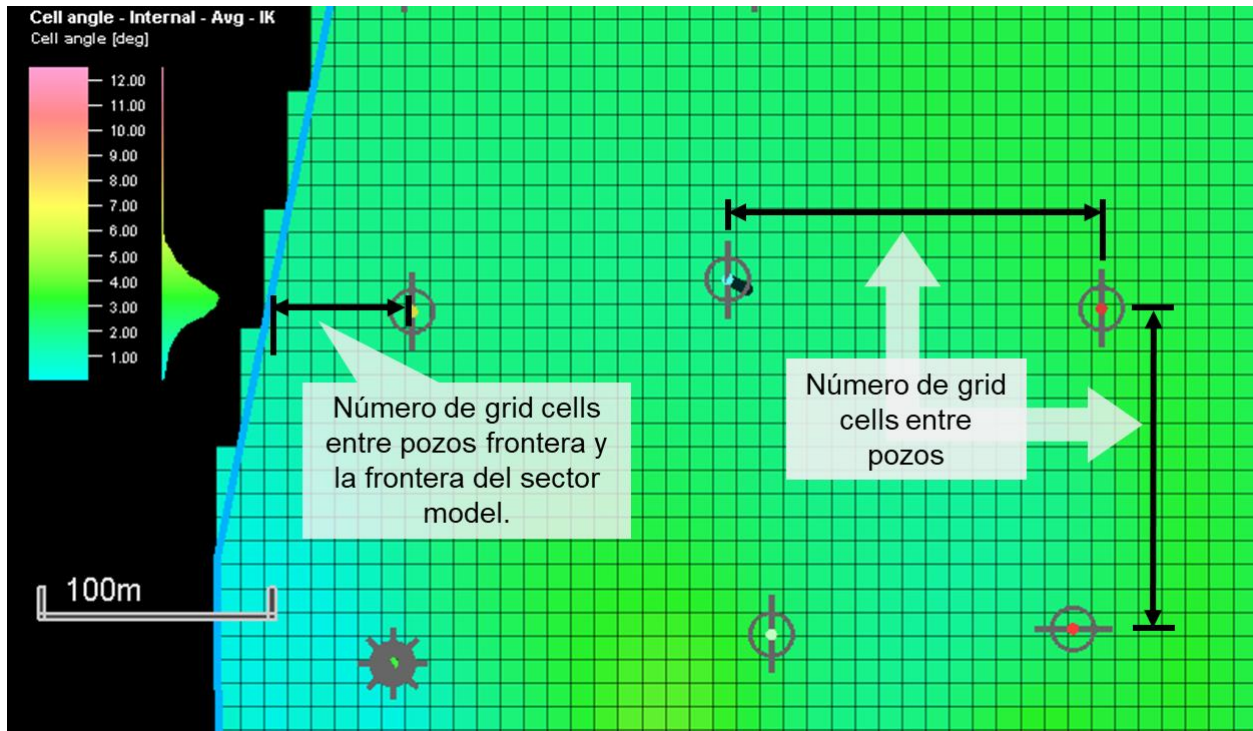 Cell angle - Internal - Avg - IK
Cell angle [deg]
12.00
11.00
10.00
9.00
8.00
7.00
6.00
5.00
4.00
3.00
2.00
1.00
Número de grid cells
entre pozos frontera y
la frontera del sector
model.
Número de grid
cells entre
pozos
100m